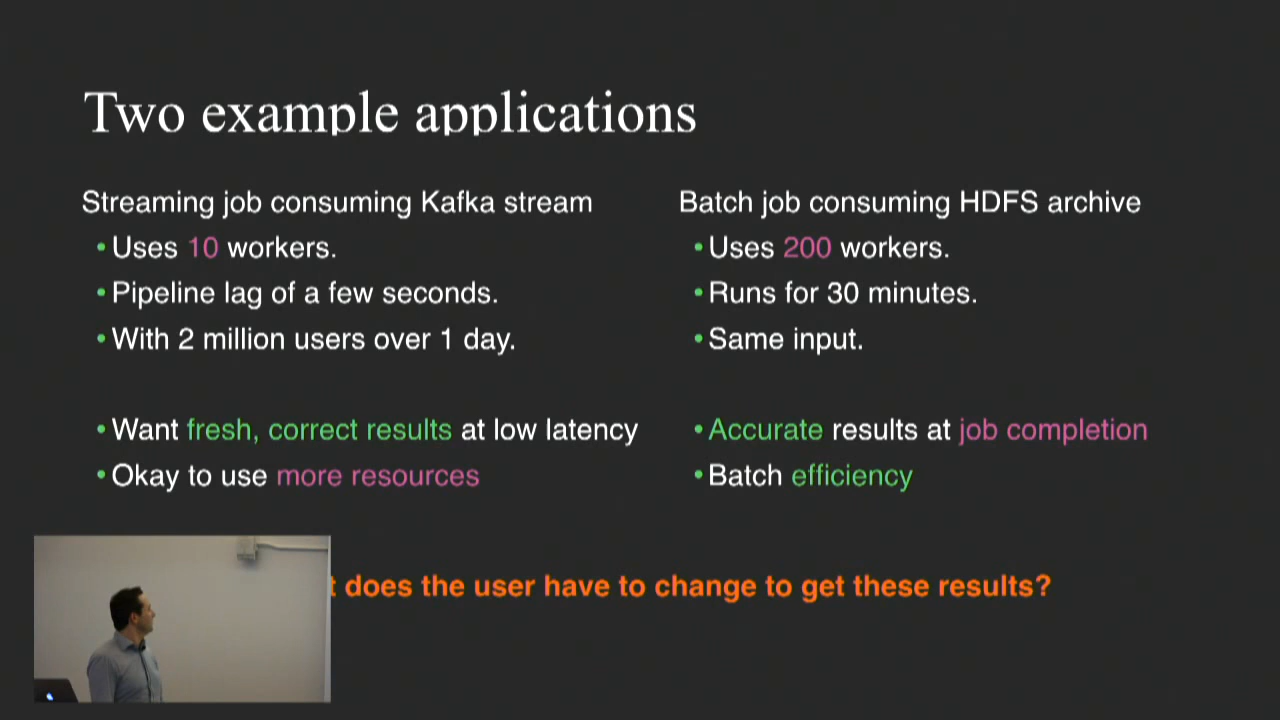 Two example applications
Streaming job consuming Kafka stream
•Uses 10 workers.
•Pipeline lag of a few seconds.
•With 2 million users over 1 day.
•Want fresh, correct results at low latency
•Okay to use more resources
Batch job consuming HDFS archive
•Uses 200 workers.
•Runs for 30 minutes.
•Same input.
•Accurate results at job completion
•Batch efficiency
does the user have to change to get these results?